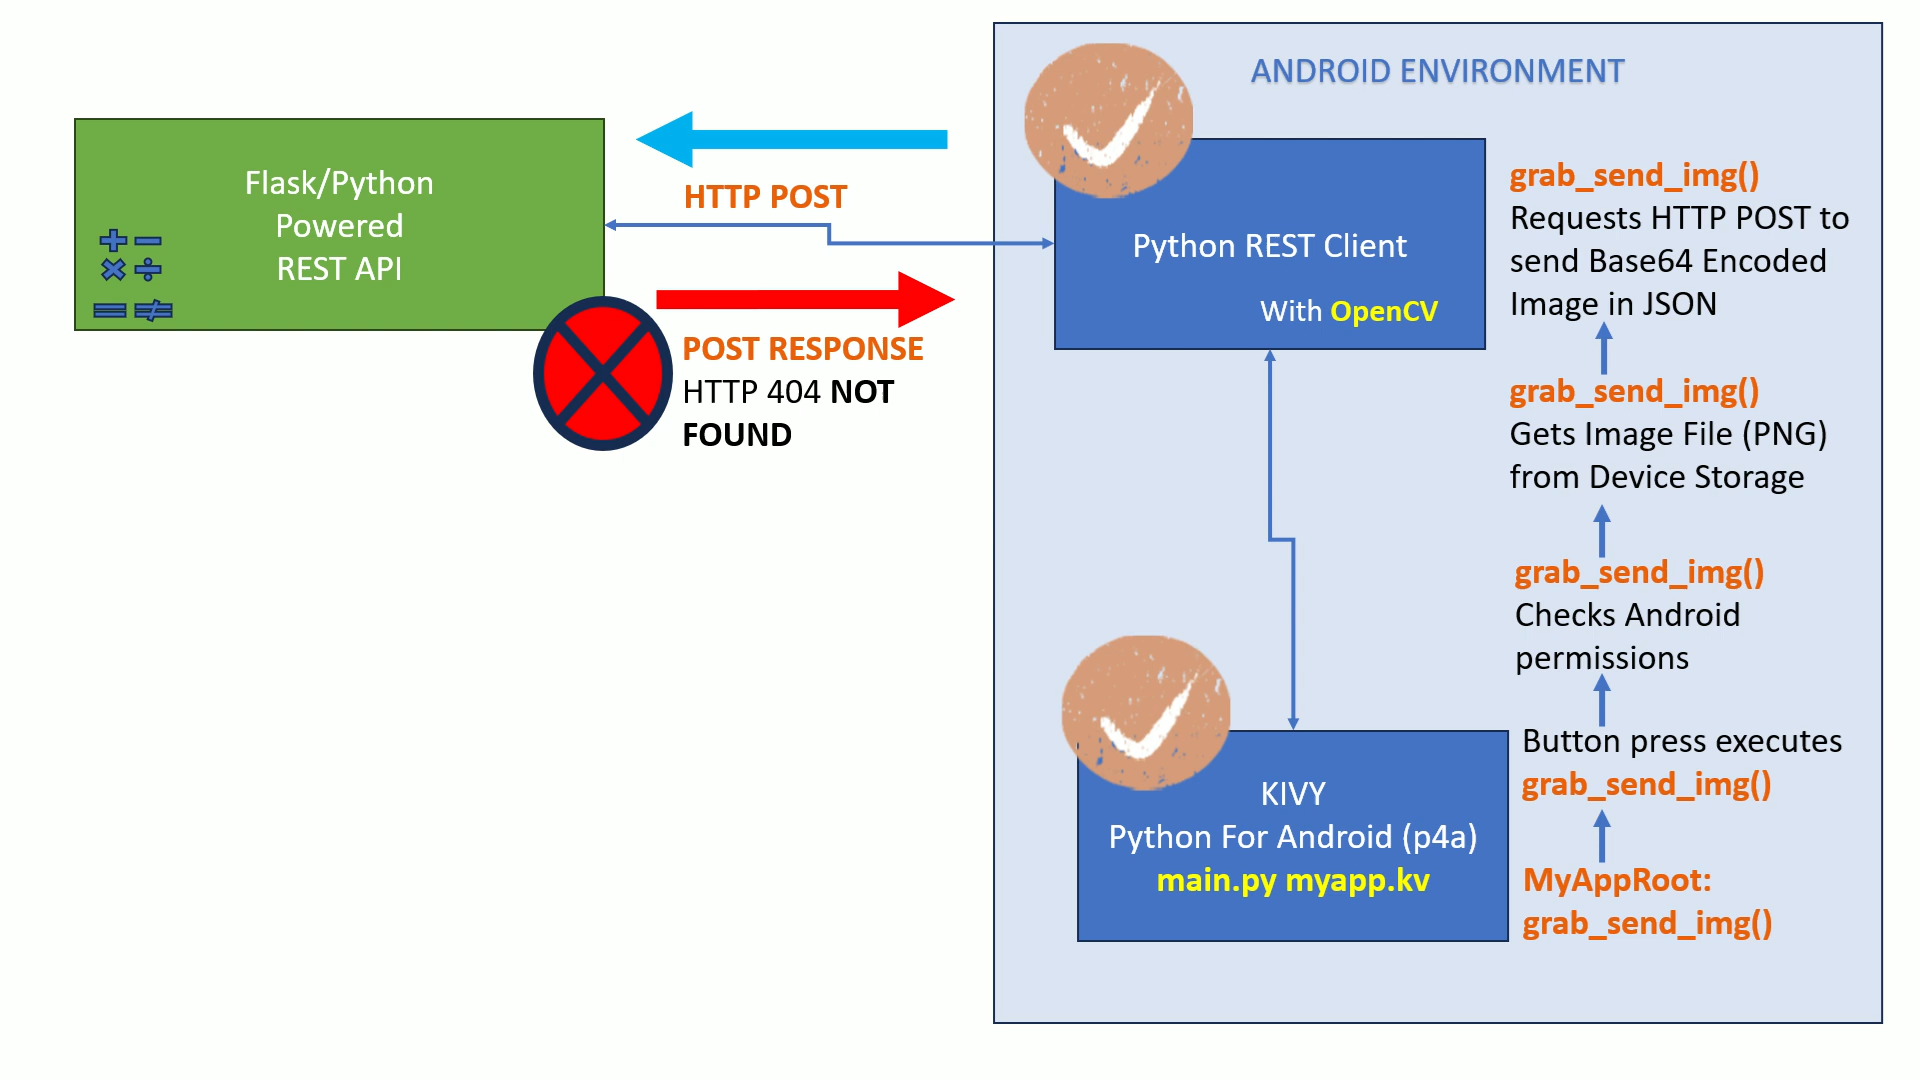 ANDROID ENVIRONMENT
Flask/Python
Powered
REST API
HTTP POST
POST RESPONSE
HTTP 404 NOT
FOUND
Python REST Client
With OpenCV
grab_send_img()
Requests HTTP POST to
send Base64 Encoded
Image in JSON
grab_send_img()
Gets Image File (PNG)
from Device Storage
grab_send_img()
Checks Android
permissions
Button press executes
grab_send_img()
MyAppRoot:
grab_send_img()
KIVY
Python For Android (p4a)
main.py myapp.kv